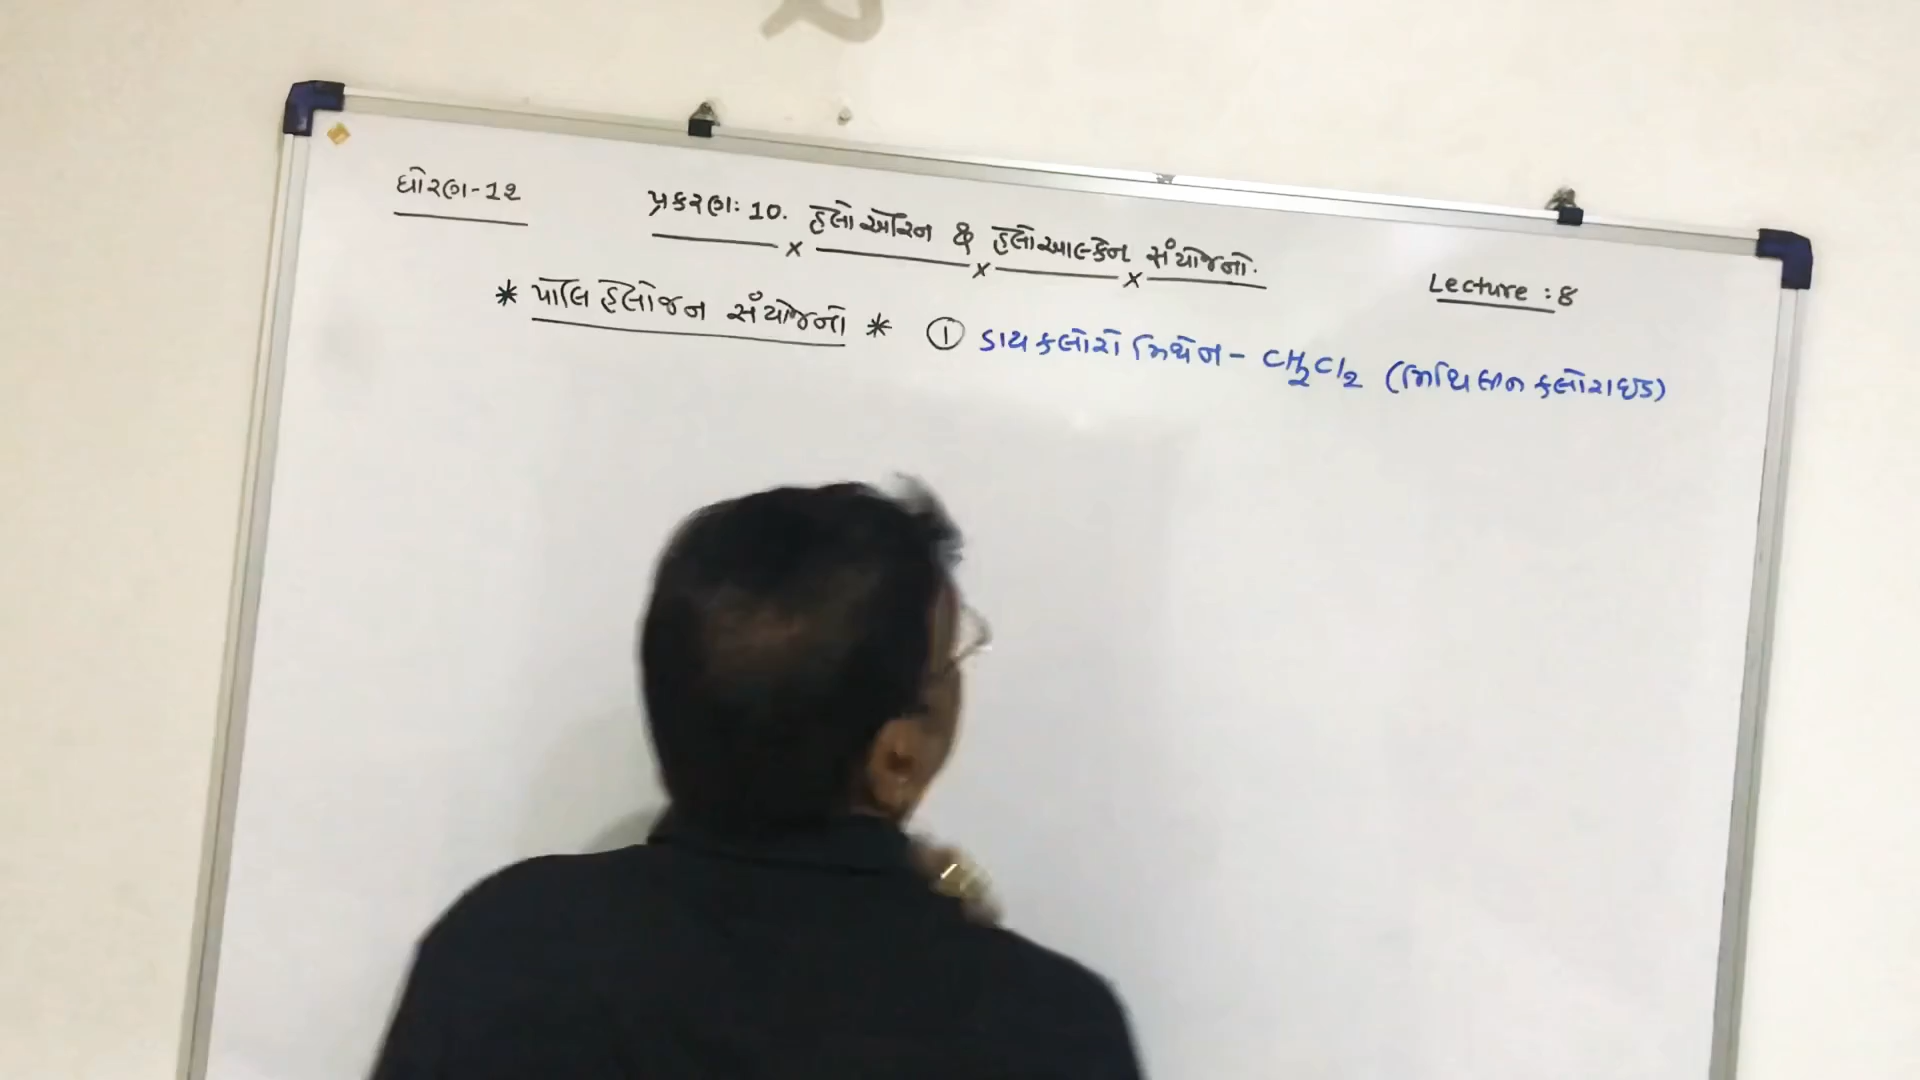 ધોરણ-12
પ્રકરણ: 10. હેલોએરિન & હેલોઆલ્કેન સંયોજનો.
Lecture : 8
* પોલિ હેલોજન સંયોજનો *
① ડાયક્લોરો મિથેન - CH₂Cl₂ (મિથિલીન ક્લોરાઇડ)